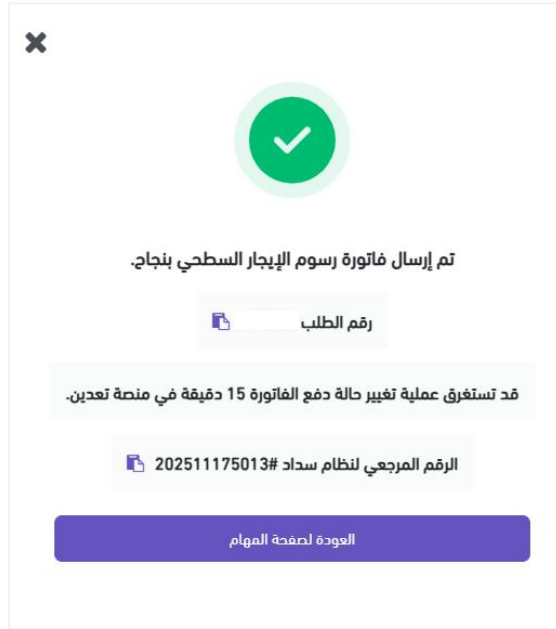 تم إرسال فاتورة رسوم الإيجار السطحي بنجاح.
رقم الطلب
قد تستغرق عملية تغيير حالة دفع الفاتورة 15 دقيقة في منصة تعدين.
الرقم المرجعي لنظام سداد #202511175013
العودة لصفحة المهام